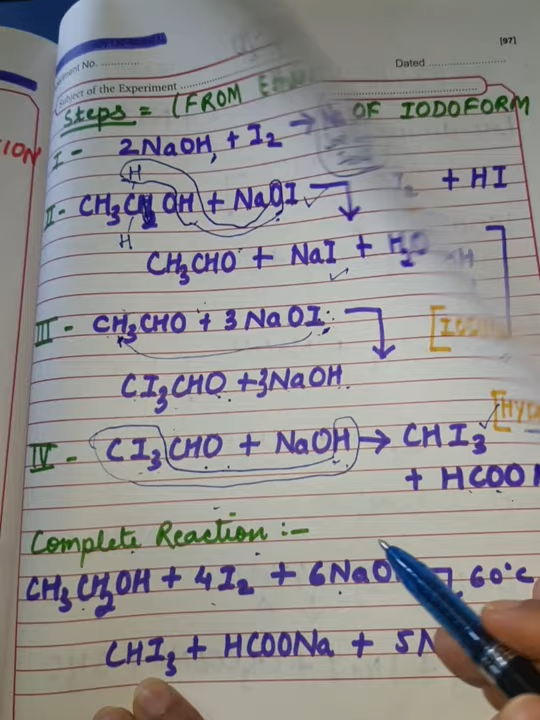 [97]
No. ............ Dated ........................
Subject of the Experiment ........................
Steps = (FROM OF IODOFORM
ION
I - 2NaOH + I₂ →
+ HI
II - CH₃CH₂OH + NaOI
H
H
CH₃CHO + NaI + H₂O
III - CH₃CHO + 3NaOI
CI₃CHO + 3NaOH
IV - CI₃CHO + NaOH → CHI₃
+ HCOO
Complete Reaction :-
CH₃CH₂OH + 4I₂ + 6NaO 60°C
CHI₃ + HCOONa + 5